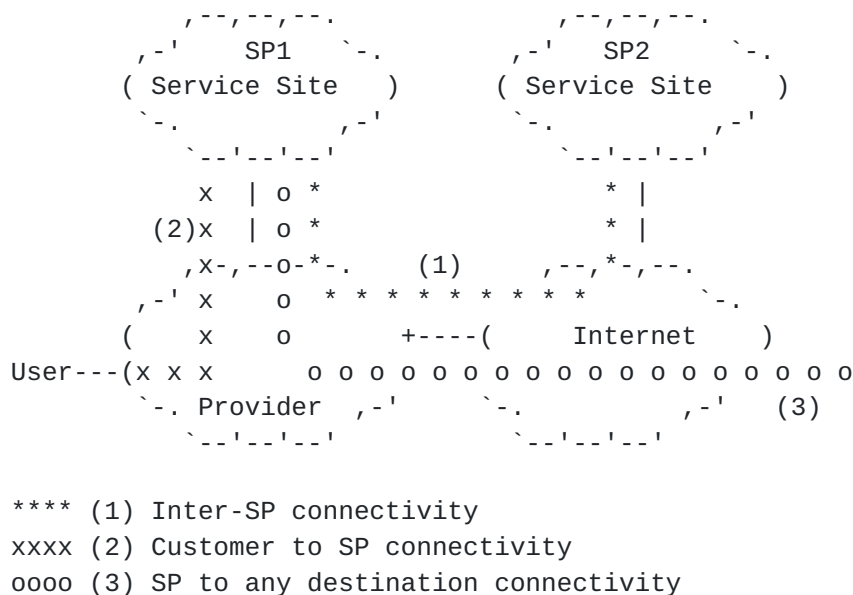 ,--,--,--.              ,--,--,--.
      ,-'    SP1   `-.        ,-'    SP2    `-.
     ( Service Site   )      ( Service Site    )
      `-.          ,-'        `-.           ,-'
         `--'--'--'              `--'--'--'
          x  | o *                  * |
       (2)x  | o *                  * |
         ,x-,--o-*-.    (1)     ,--,*-,--.
      ,-' x    o  * * * * * * * * *       `-.
     (    x    o       +----(     Internet   )
User---(x x x      o o o o o o o o o o o o o o o o o o
      `-. Provider  ,-'     `-.          ,-'   (3)
         `--'--'--'            `--'--'--'

**** (1) Inter-SP connectivity
xxxx (2) Customer to SP connectivity
oooo (3) SP to any destination connectivity